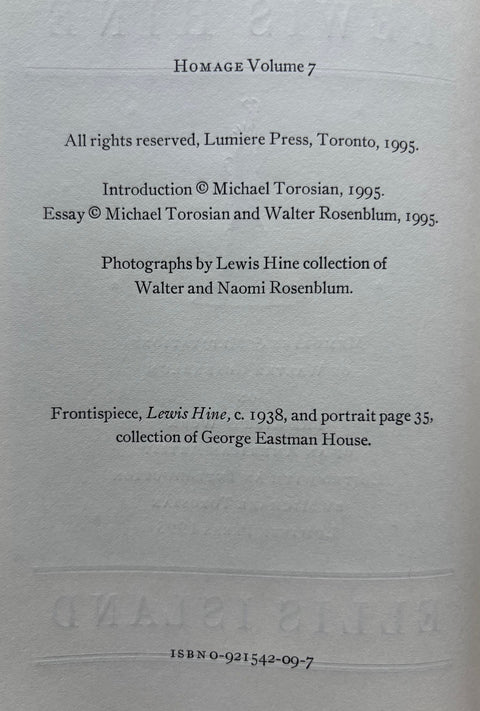 HOMAGE Volume 7
All rights reserved, Lumiere Press, Toronto, 1995.
Introduction © Michael Torosian, 1995.
Essay © Michael Torosian and Walter Rosenblum, 1995.
Photographs by Lewis Hine collection of
Walter and Naomi Rosenblum.
Frontispiece, Lewis Hine, c. 1938, and portrait page 35,
collection of George Eastman House.
ELLIS ISLAND
ISBN 0-921542-09-7